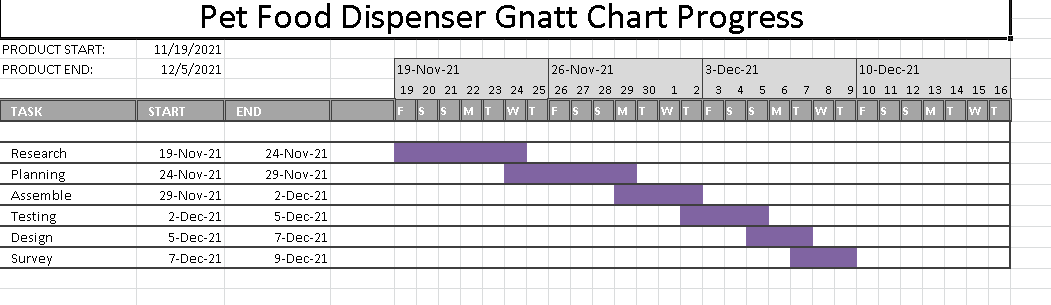 Pet Food Dispenser Gnatt Chart Progress
PRODUCT START: 11/19/2021
PRODUCT END: 12/5/2021 19-Nov-21 26-Nov-21 3-Dec-21 10-Dec-21
19 20 21 22 23 24 25 26 27 28 29 30 1 2 3 4 5 6 7 8 9 10 11 12 13 14 15 16
TASK START END F S S M T W T F S S M T W T F S S M T W T F S S M T W T
Research 19-Nov-21 24-Nov-21
Planning 24-Nov-21 29-Nov-21
Assemble 29-Nov-21 2-Dec-21
Testing 2-Dec-21 5-Dec-21
Design 5-Dec-21 7-Dec-21
Survey 7-Dec-21 9-Dec-21